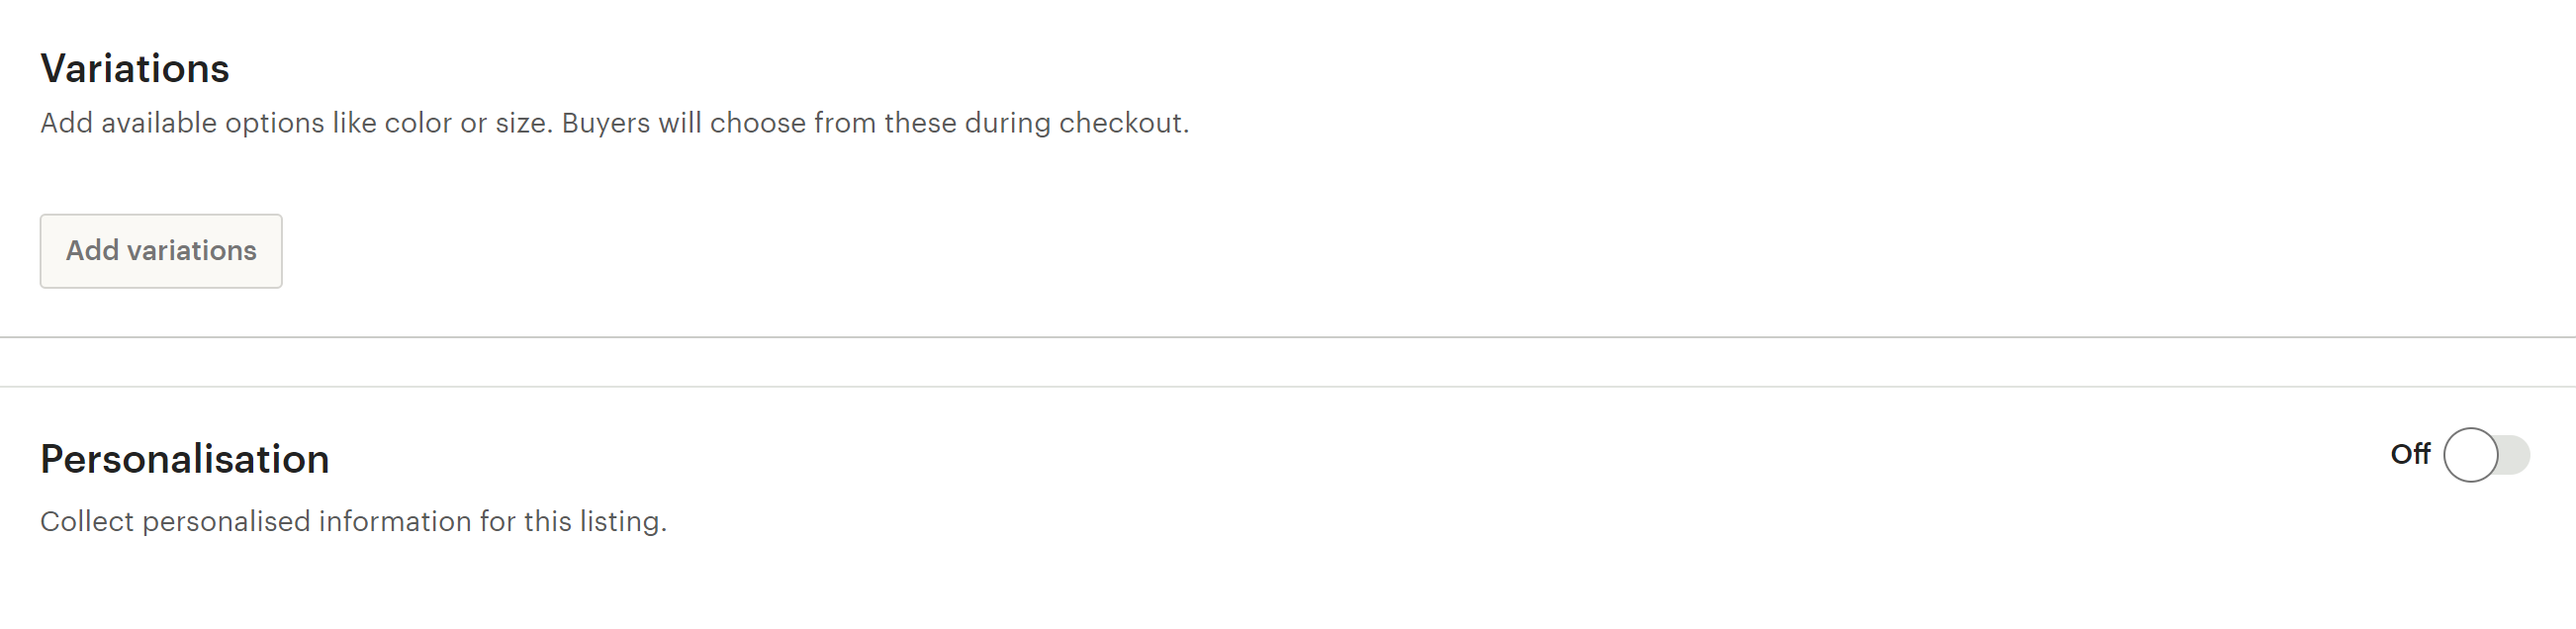 Variations
Add available options like color or size. Buyers will choose from these during checkout.
Add variations
Personalisation
Off
Collect personalised information for this listing.